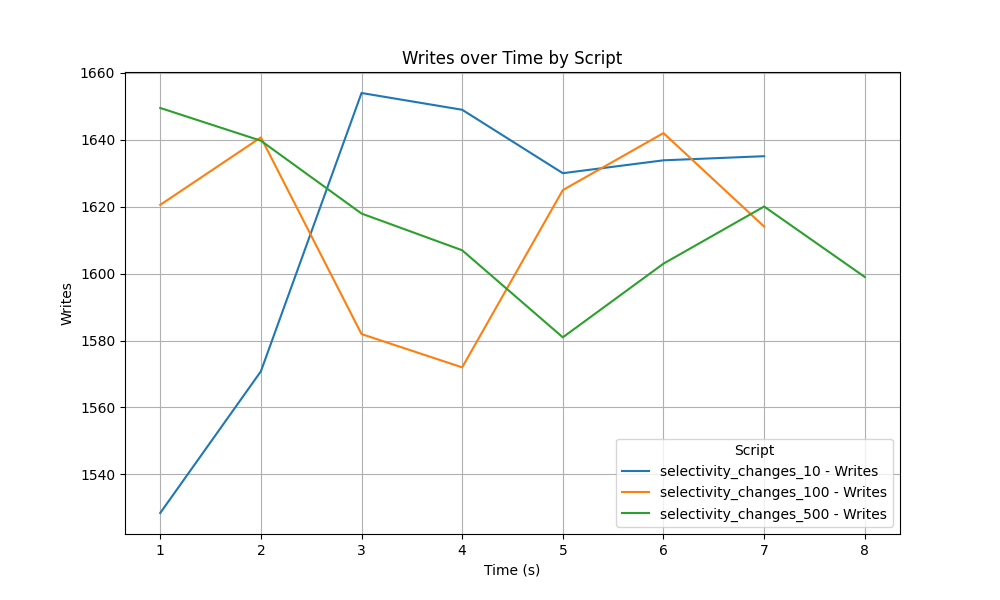 Writes over Time by Script
1660
1640
1620
1600
1580
1560
1540
Writes
1 2 3 4 5 6 7 8
Time (s)
Script
selectivity_changes_10 - Writes
selectivity_changes_100 - Writes
selectivity_changes_500 - Writes